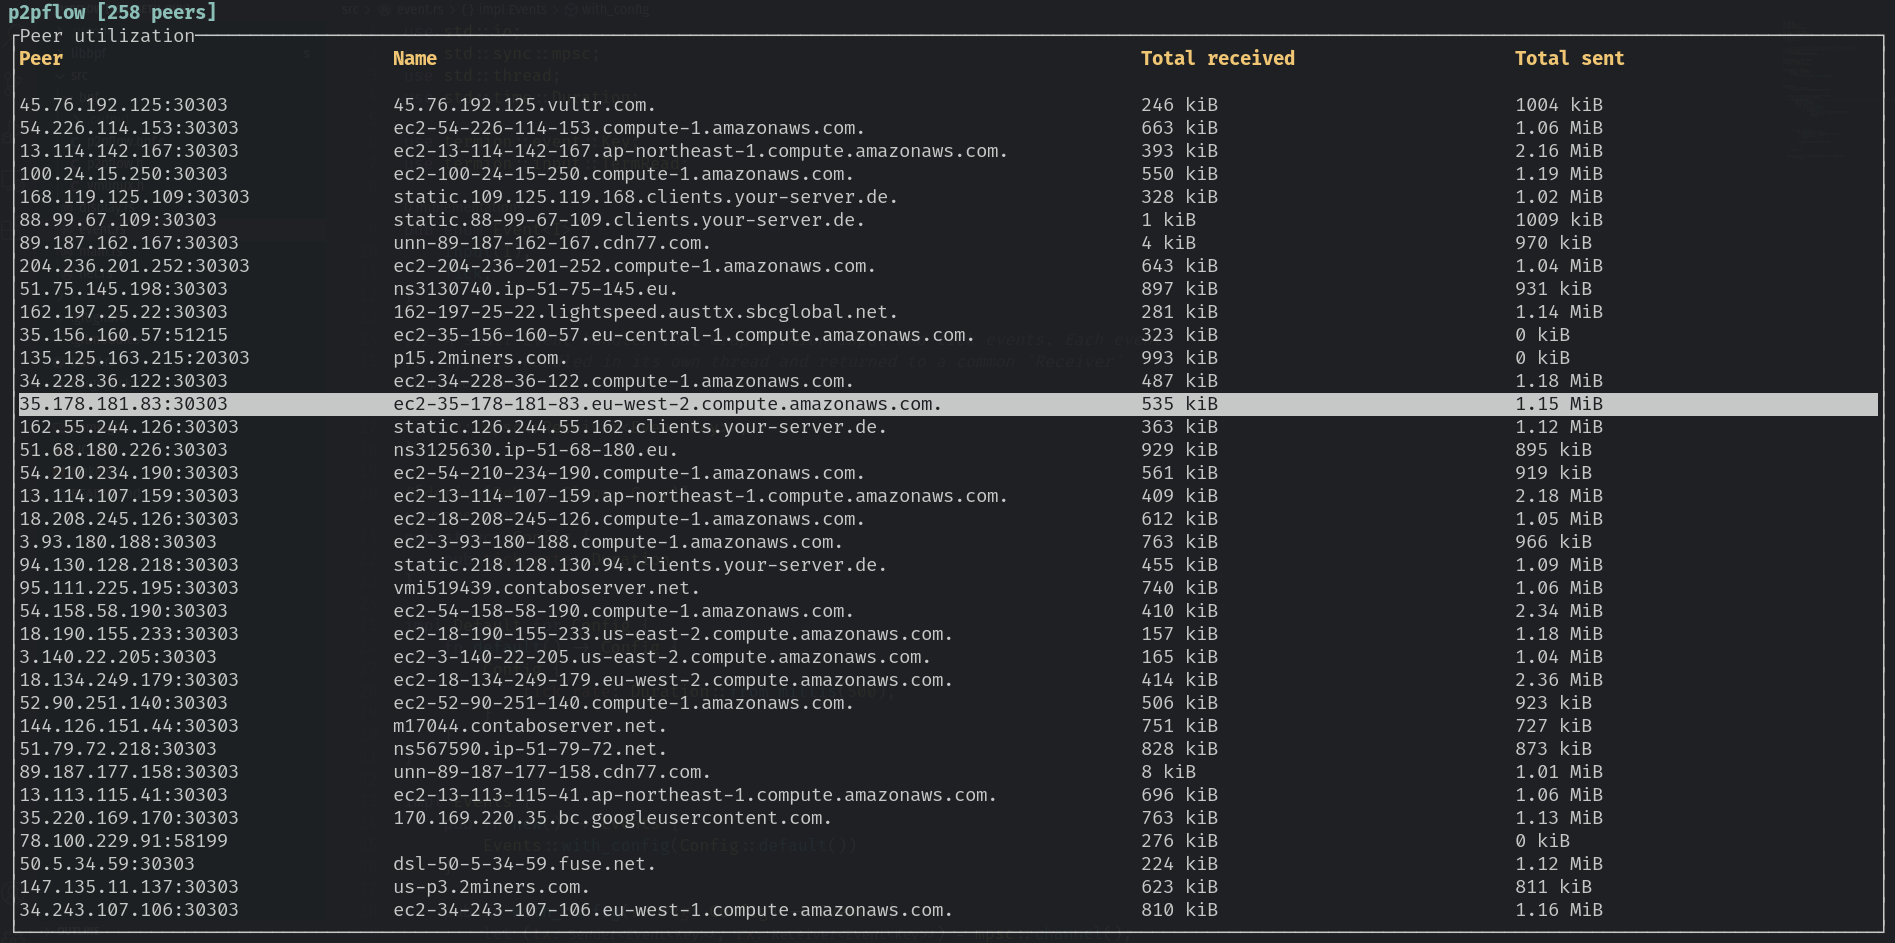 p2pflow [258 peers]
Peer utilization
Peer Name Total received Total sent
45.76.192.125:30303 45.76.192.125.vultr.com. 246 kiB 1004 kiB
54.226.114.153:30303 ec2-54-226-114-153.compute-1.amazonaws.com. 663 kiB 1.06 MiB
13.114.142.167:30303 ec2-13-114-142-167.ap-northeast-1.compute.amazonaws.com. 393 kiB 2.16 MiB
100.24.15.250:30303 ec2-100-24-15-250.compute-1.amazonaws.com. 550 kiB 1.19 MiB
168.119.125.109:30303 static.109.125.119.168.clients.your-server.de. 328 kiB 1.02 MiB
88.99.67.109:30303 static.88-99-67-109.clients.your-server.de. 1 kiB 1009 kiB
89.187.162.167:30303 unn-89-187-162-167.cdn77.com. 4 kiB 970 kiB
204.236.201.252:30303 ec2-204-236-201-252.compute-1.amazonaws.com. 643 kiB 1.04 MiB
51.75.145.198:30303 ns3130740.ip-51-75-145.eu. 897 kiB 931 kiB
162.197.25.22:30303 162-197-25-22.lightspeed.austtx.sbcglobal.net. 281 kiB 1.14 MiB
35.156.160.57:51215 ec2-35-156-160-57.eu-central-1.compute.amazonaws.com. 323 kiB 0 kiB
135.125.163.215:20303 p15.2miners.com. 993 kiB 0 kiB
34.228.36.122:30303 ec2-34-228-36-122.compute-1.amazonaws.com. 487 kiB 1.18 MiB
35.178.181.83:30303 ec2-35-178-181-83.eu-west-2.compute.amazonaws.com. 535 kiB 1.15 MiB
162.55.244.126:30303 static.126.244.55.162.clients.your-server.de. 363 kiB 1.12 MiB
51.68.180.226:30303 ns3125630.ip-51-68-180.eu. 929 kiB 895 kiB
54.210.234.190:30303 ec2-54-210-234-190.compute-1.amazonaws.com. 561 kiB 919 kiB
13.114.107.159:30303 ec2-13-114-107-159.ap-northeast-1.compute.amazonaws.com. 409 kiB 2.18 MiB
18.208.245.126:30303 ec2-18-208-245-126.compute-1.amazonaws.com. 612 kiB 1.05 MiB
3.93.180.188:30303 ec2-3-93-180-188.compute-1.amazonaws.com. 763 kiB 966 kiB
94.130.128.218:30303 static.218.128.130.94.clients.your-server.de. 455 kiB 1.09 MiB
95.111.225.195:30303 vmi519439.contaboserver.net. 740 kiB 1.06 MiB
54.158.58.190:30303 ec2-54-158-58-190.compute-1.amazonaws.com. 410 kiB 2.34 MiB
18.190.155.233:30303 ec2-18-190-155-233.us-east-2.compute.amazonaws.com. 157 kiB 1.18 MiB
3.140.22.205:30303 ec2-3-140-22-205.us-east-2.compute.amazonaws.com. 165 kiB 1.04 MiB
18.134.249.179:30303 ec2-18-134-249-179.eu-west-2.compute.amazonaws.com. 414 kiB 2.36 MiB
52.90.251.140:30303 ec2-52-90-251-140.compute-1.amazonaws.com. 506 kiB 923 kiB
144.126.151.44:30303 m17044.contaboserver.net. 751 kiB 727 kiB
51.79.72.218:30303 ns567590.ip-51-79-72.net. 828 kiB 873 kiB
89.187.177.158:30303 unn-89-187-177-158.cdn77.com. 8 kiB 1.01 MiB
13.113.115.41:30303 ec2-13-113-115-41.ap-northeast-1.compute.amazonaws.com. 696 kiB 1.06 MiB
35.220.169.170:30303 170.169.220.35.bc.googleusercontent.com. 763 kiB 1.13 MiB
78.100.229.91:58199 276 kiB 0 kiB
50.5.34.59:30303 dsl-50-5-34-59.fuse.net. 224 kiB 1.12 MiB
147.135.11.137:30303 us-p3.2miners.com. 623 kiB 811 kiB
34.243.107.106:30303 ec2-34-243-107-106.eu-west-1.compute.amazonaws.com. 810 kiB 1.16 MiB